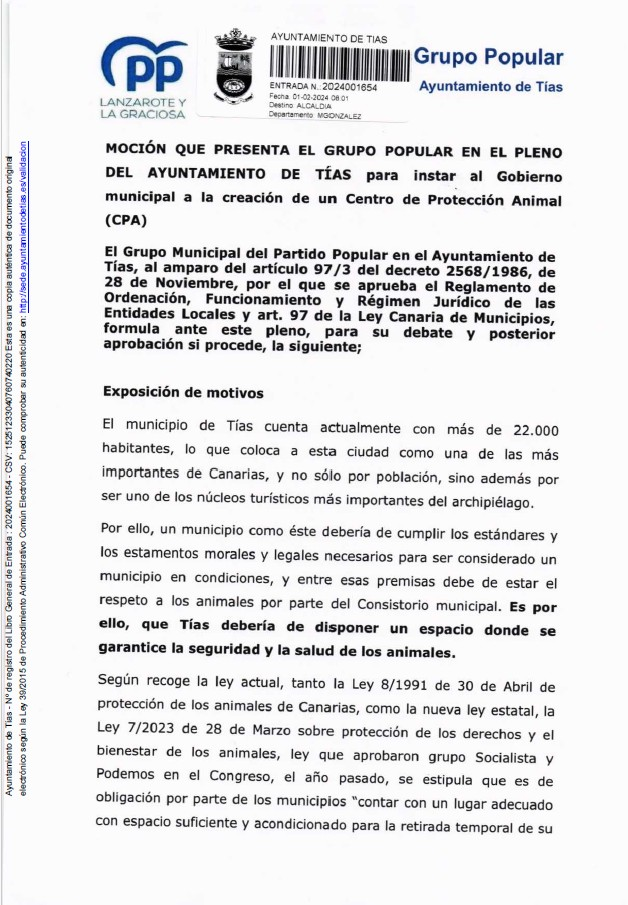 PP
LANZAROTE Y
LA GRACIOSA
AYUNTAMIENTO DE TIAS
ENTRADA N.: 2024001654
Fecha 01-02-2024 08:01
Destino ALCALDIA
Departamento MGONZALEZ
Grupo Popular
Ayuntamiento de Tías
MOCIÓN QUE PRESENTA EL GRUPO POPULAR EN EL PLENO
DEL AYUNTAMIENTO DE TÍAS para instar al Gobierno
municipal a la creación de un Centro de Protección Animal
(CPA)
El Grupo Municipal del Partido Popular en el Ayuntamiento de
Tías, al amparo del artículo 97/3 del decreto 2568/1986, de
28 de Noviembre, por el que se aprueba el Reglamento de
Ordenación, Funcionamiento y Régimen Jurídico de las
Entidades Locales y art. 97 de la Ley Canaria de Municipios,
formula ante este pleno, para su debate y posterior
aprobación si procede, la siguiente;
Exposición de motivos
El municipio de Tías cuenta actualmente con más de 22.000
habitantes, lo que coloca a esta ciudad como una de las más
importantes de Canarias, y no sólo por población, sino además por
ser uno de los núcleos turísticos más importantes del archipiélago.
Por ello, un municipio como éste debería de cumplir los estándares y
los estamentos morales y legales necesarios para ser considerado un
municipio en condiciones, y entre esas premisas debe de estar el
respeto a los animales por parte del Consistorio municipal. Es por
ello, que Tías debería de disponer un espacio donde se
garantice la seguridad y la salud de los animales.
Según recoge la ley actual, tanto la Ley 8/1991 de 30 de Abril de
protección de los animales de Canarias, como la nueva ley estatal, la
Ley 7/2023 de 28 de Marzo sobre protección de los derechos y el
bienestar de los animales, ley que aprobaron grupo Socialista y
Podemos en el Congreso, el año pasado, se estipula que es de
obligación por parte de los municipios "contar con un lugar adecuado
con espacio suficiente y acondicionado para la retirada temporal de su
Ayuntamiento de Tías - Nº de registro del Libro General de Entrada : 2024001654 - CSV: 15251233040760740220 Esta es una copia auténtica de documento original
electrónico según la Ley 39/2015 de Procedimiento Administrativo Común Electrónico. Puede comprobar su autenticidad en: http://sede.ayuntamientodetias.es/validacion